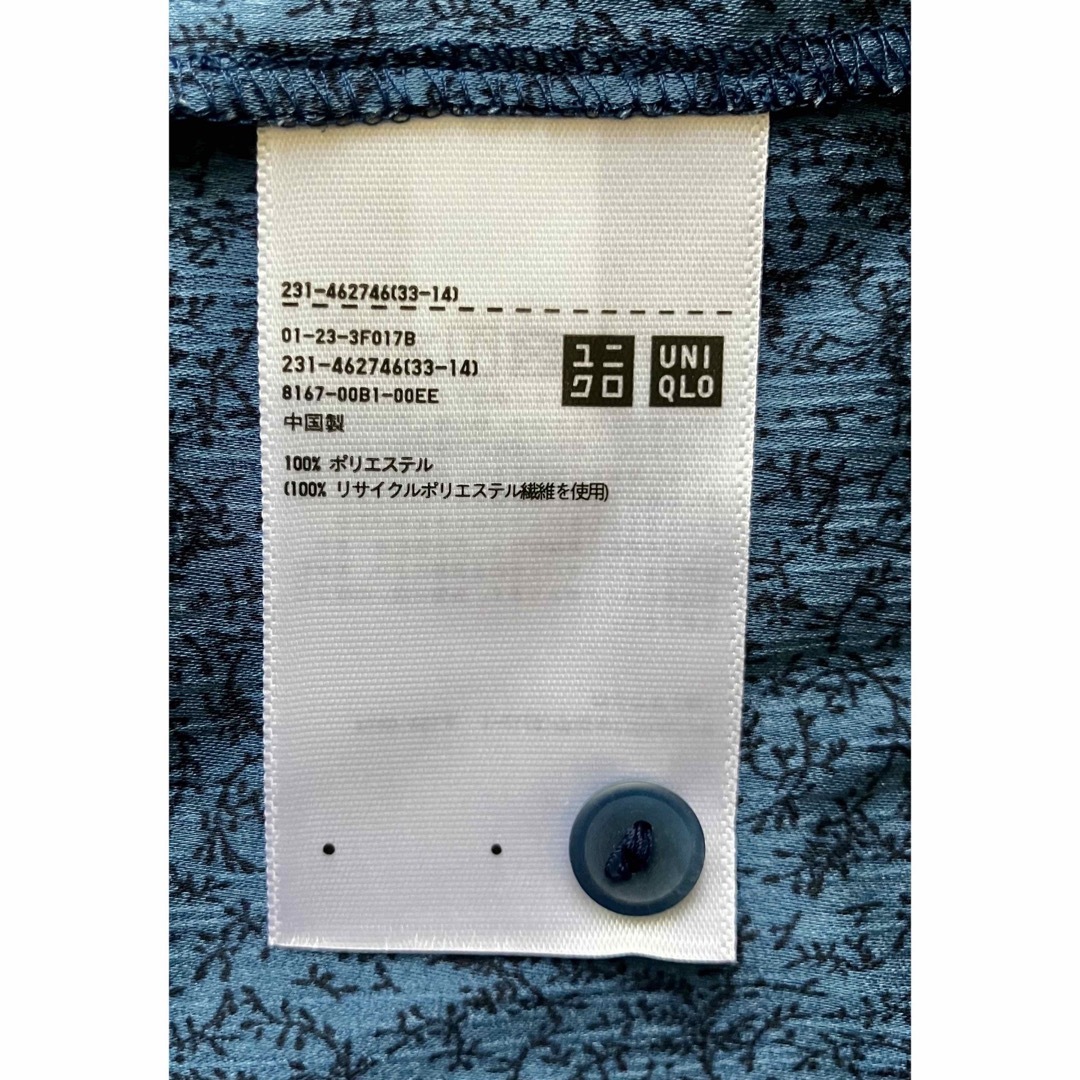 231-462746(33-14)
01-23-3F017B
231-462746(33-14)
8167-00B1-00EE
中国製
100% ポリエステル
(100% リサイクルポリエステル繊維を使用)
ユニ
クロ
UNI
QLO